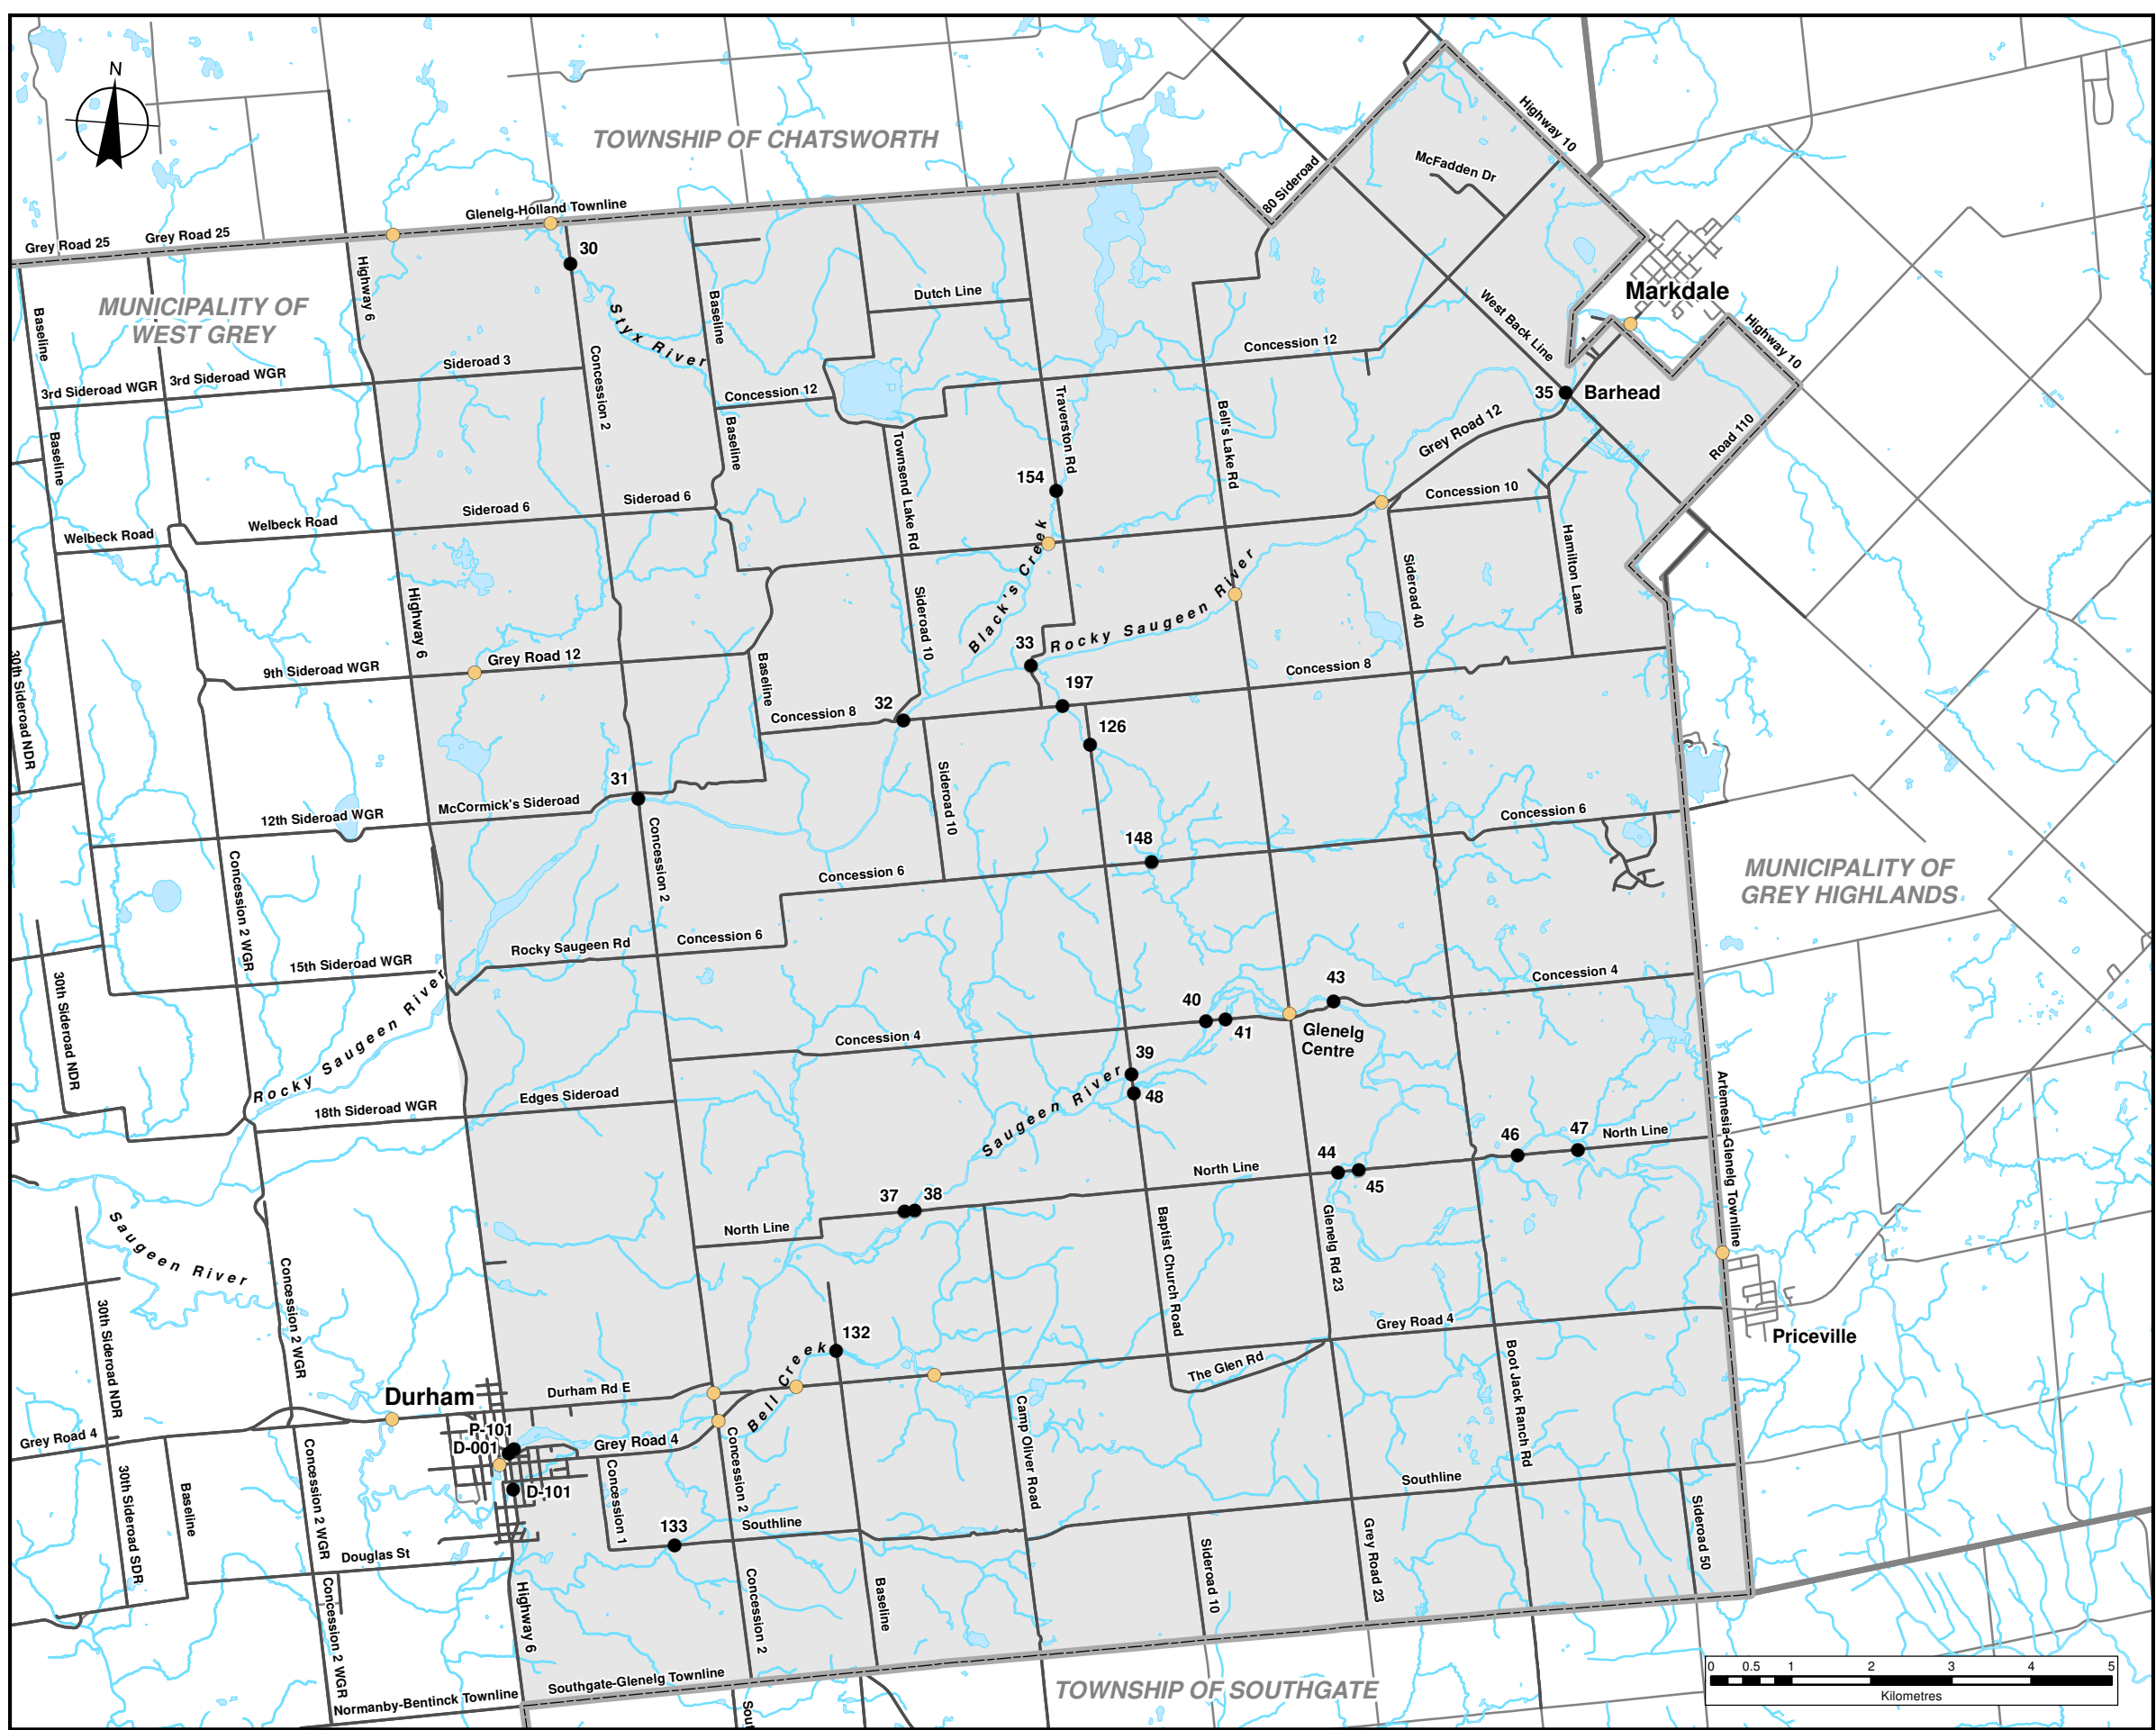 N
TOWNSHIP OF CHATSWORTH
Highway 10
McFadden Dr
80 Sideroad
Glenelg-Holland Townline
Grey Road 25
Grey Road 25
30
MUNICIPALITY OF
WEST GREY
Highway 6
Baseline
Styx River
Baseline
Dutch Line
West Back Line
Markdale
Highway 10
Concession 12
Sideroad 3
Concession 2
3rd Sideroad WGR
3rd Sideroad WGR
Concession 12
Traverston Rd
Bell's Lake Rd
35
Barhead
Grey Road 12
Road 110
Baseline
Baseline
Townsend Lake Rd
154
Concession 10
Sideroad 6
Sideroad 6
Welbeck Road
Welbeck Road
Black's Creek
Hamilton Lane
Sideroad 40
Highway 6
Sideroad 10
Rocky Saugeen River
33
Grey Road 12
9th Sideroad WGR
30th Sideroad NDR
Baseline
Concession 8
197
32
Concession 8
126
31
McCormick's Sideroad
12th Sideroad WGR
Sideroad 10
Concession 6
148
Concession 2
Concession 6
Concession 2 WGR
MUNICIPALITY OF
GREY HIGHLANDS
Concession 6
Rocky Saugeen Rd
15th Sideroad WGR
30th Sideroad NDR
Concession 4
43
40
41
Glenelg
Centre
Concession 4
39
48
Saugeen River
Rocky Saugeen River
Edges Sideroad
18th Sideroad WGR
Artemesia-Glenelg Townline
46
47
North Line
44
45
North Line
37
38
North Line
Saugeen River
Concession 2 WGR
30th Sideroad NDR
Baptist Church Road
Glenelg Rd 23
Grey Road 4
Priceville
132
Bell Creek
The Glen Rd
Boot Jack Ranch Rd
Durham
Durham Rd E
Camp Oliver Road
Grey Road 4
P-101
D-001
Grey Road 4
D-101
Concession 2
Concession 1
133
Southline
Southline
Sideroad 50
Baseline
30th Sideroad SDR
Concession 2 WGR
Douglas St
Concession 2 WGR
Highway 6
Concession 2
Baseline
Sideroad 10
Grey Road 23
Southgate-Glenelg Townline
Normanby-Bentinck Townline
TOWNSHIP OF SOUTHGATE
0 0.5 1 2 3 4 5
Kilometres